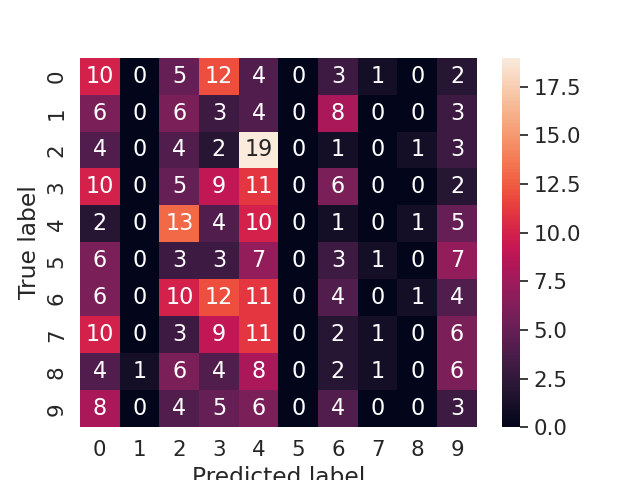 0 10 0 5 12 4 0 3 1 0 2
1 6 0 6 3 4 0 8 0 0 3
2 4 0 4 2 19 0 1 0 1 3
3 10 0 5 9 11 0 6 0 0 2
4 2 0 13 4 10 0 1 0 1 5
5 6 0 3 3 7 0 3 1 0 7
6 6 0 10 12 11 0 4 0 1 4
7 10 0 3 9 11 0 2 1 0 6
8 4 1 6 4 8 0 2 1 0 6
9 8 0 4 5 6 0 4 0 0 3
0 1 2 3 4 5 6 7 8 9
Predicted label
True label
17.5
15.0
12.5
10.0
7.5
5.0
2.5
0.0